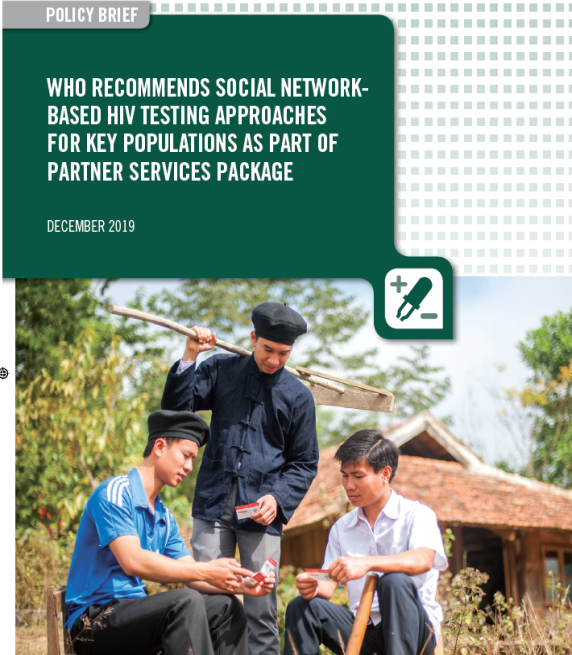 POLICY BRIEF
WHO RECOMMENDS SOCIAL NETWORK-
BASED HIV TESTING APPROACHES
FOR KEY POPULATIONS AS PART OF
PARTNER SERVICES PACKAGE
DECEMBER 2019